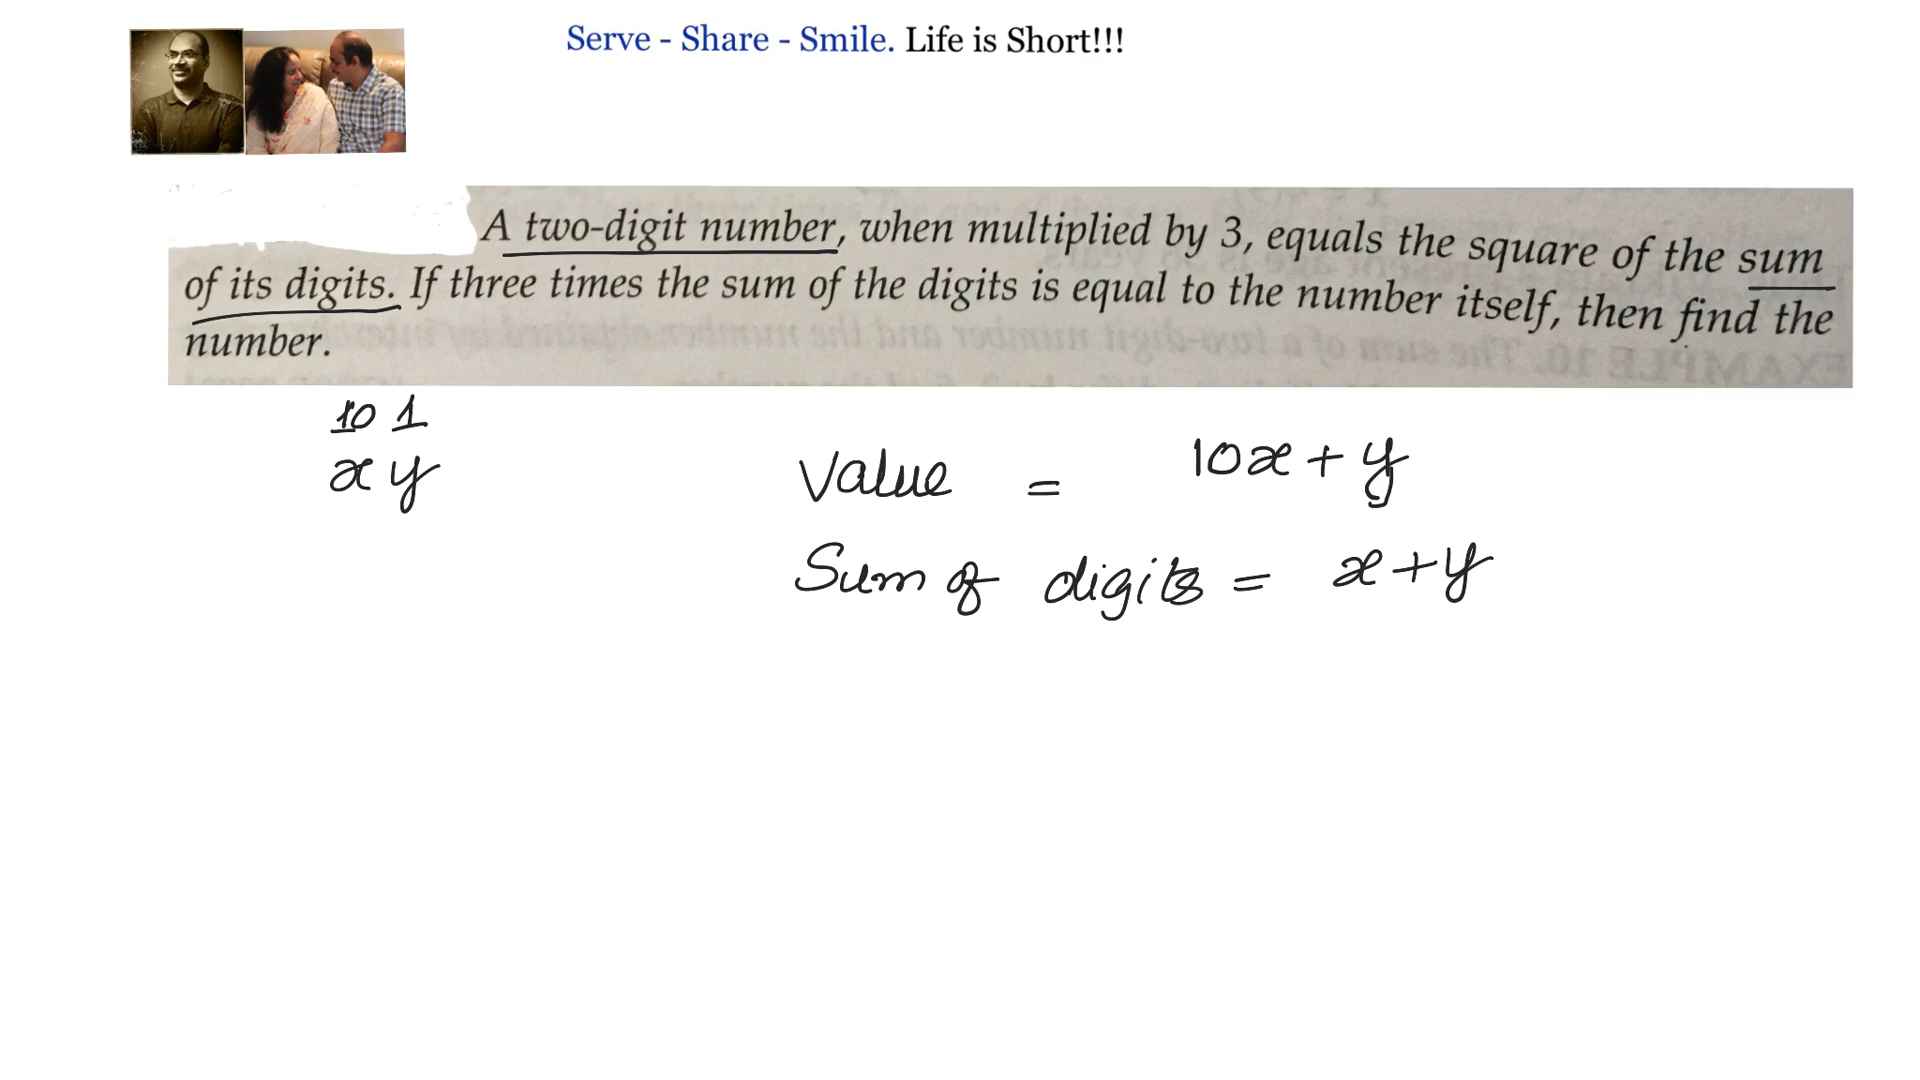 Serve - Share - Smile. Life is Short!!!
A two-digit number, when multiplied by 3, equals the square of the sum
of its digits. If three times the sum of the digits is equal to the number itself, then find the
number.
10 1
x y
Value = 10x + y
Sum of digits = x + y